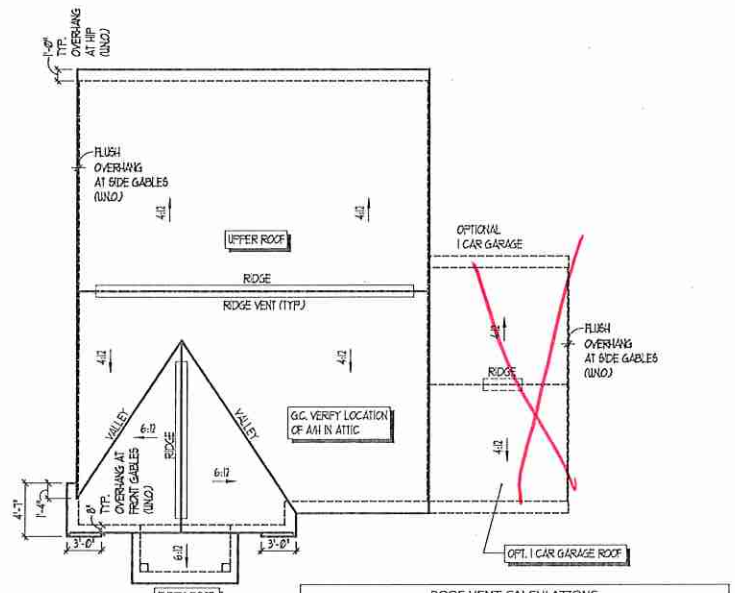 1'-0"
TYP.
OVERHANG
AT HIP
(U.N.O.)
FLUSH
OVERHANG
AT SIDE GABLES
(U.N.O.)
4:12
4:12
UPPER ROOF
OPTIONAL
1 CAR GARAGE
RIDGE
RIDGE VENT (TYP.)
4:12
FLUSH
OVERHANG
AT SIDE GABLES
(U.N.O.)
4:12
4:12
RIDGE
VALLEY
VALLEY
G.C. VERIFY LOCATION
OF A/H IN ATTIC
6:12
RIDGE
6:12
4:12
4'-7"
1'-4"
8"
TYP.
OVERHANG AT
FRONT GABLES
(U.N.O.)
3'-0"
3'-0"
6:12
OPT. 1 CAR GARAGE ROOF
ROOF VENT CALCULATIONS